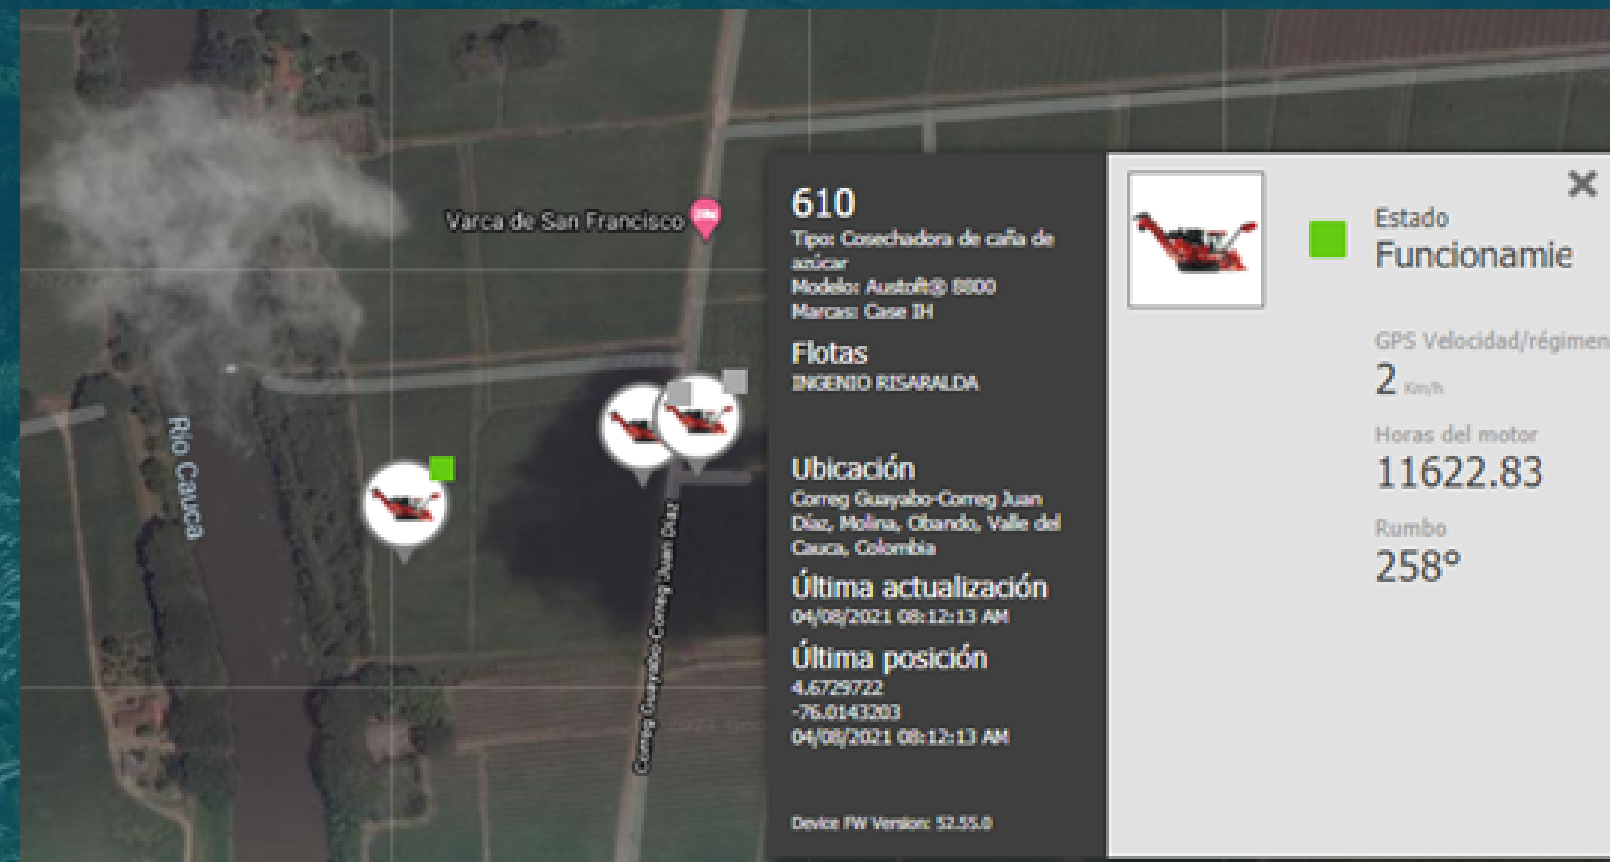 Varca de San Francisco
Río Cauca
Correg Guayabo-Correg Juan Díaz
610
Tipo: Cosechadora de caña de
azúcar
Modelo: Austoft® 8800
Marcas: Case IH
Flotas
INGENIO RISARALDA
Ubicación
Correg Guayabo-Correg Juan
Díaz, Molina, Obando, Valle del
Cauca, Colombia
Última actualización
04/08/2021 08:12:13 AM
Última posición
4.6729722
-76.0143203
04/08/2021 08:12:13 AM
Device FW Version: 52.55.0
Estado
Funcionamie
GPS Velocidad/régimen
2 Km/h
Horas del motor
11622.83
Rumbo
258°